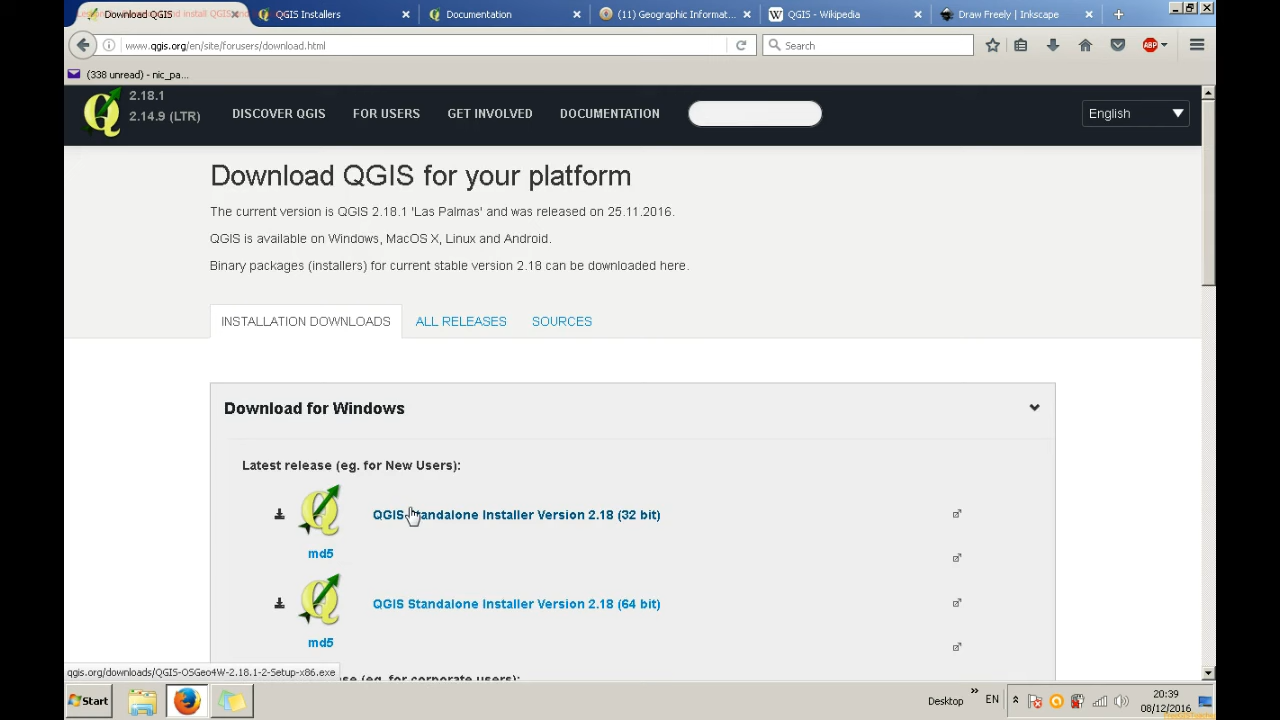 Download QGIS
QGIS Installers
Documentation
(11) Geographic Informat...
QGIS - Wikipedia
Draw Freely | Inkscape
www.qgis.org/en/site/forusers/download.html
Search
ABP
(338 unread) - nic_pa...
2.18.1
2.14.9 (LTR)
DISCOVER QGIS
FOR USERS
GET INVOLVED
DOCUMENTATION
English
Download QGIS for your platform
The current version is QGIS 2.18.1 'Las Palmas' and was released on 25.11.2016.
QGIS is available on Windows, MacOS X, Linux and Android.
Binary packages (installers) for current stable version 2.18 can be downloaded here.
INSTALLATION DOWNLOADS
ALL RELEASES
SOURCES
Download for Windows
Latest release (eg. for New Users):
QGIS Standalone Installer Version 2.18 (32 bit)
md5
QGIS Standalone Installer Version 2.18 (64 bit)
md5
(eg. for corporate users):
qgis.org/downloads/QGIS-OSGeo4W-2.18.1-2-Setup-x86.exe
Start
Desktop
EN
20:39
08/12/2016